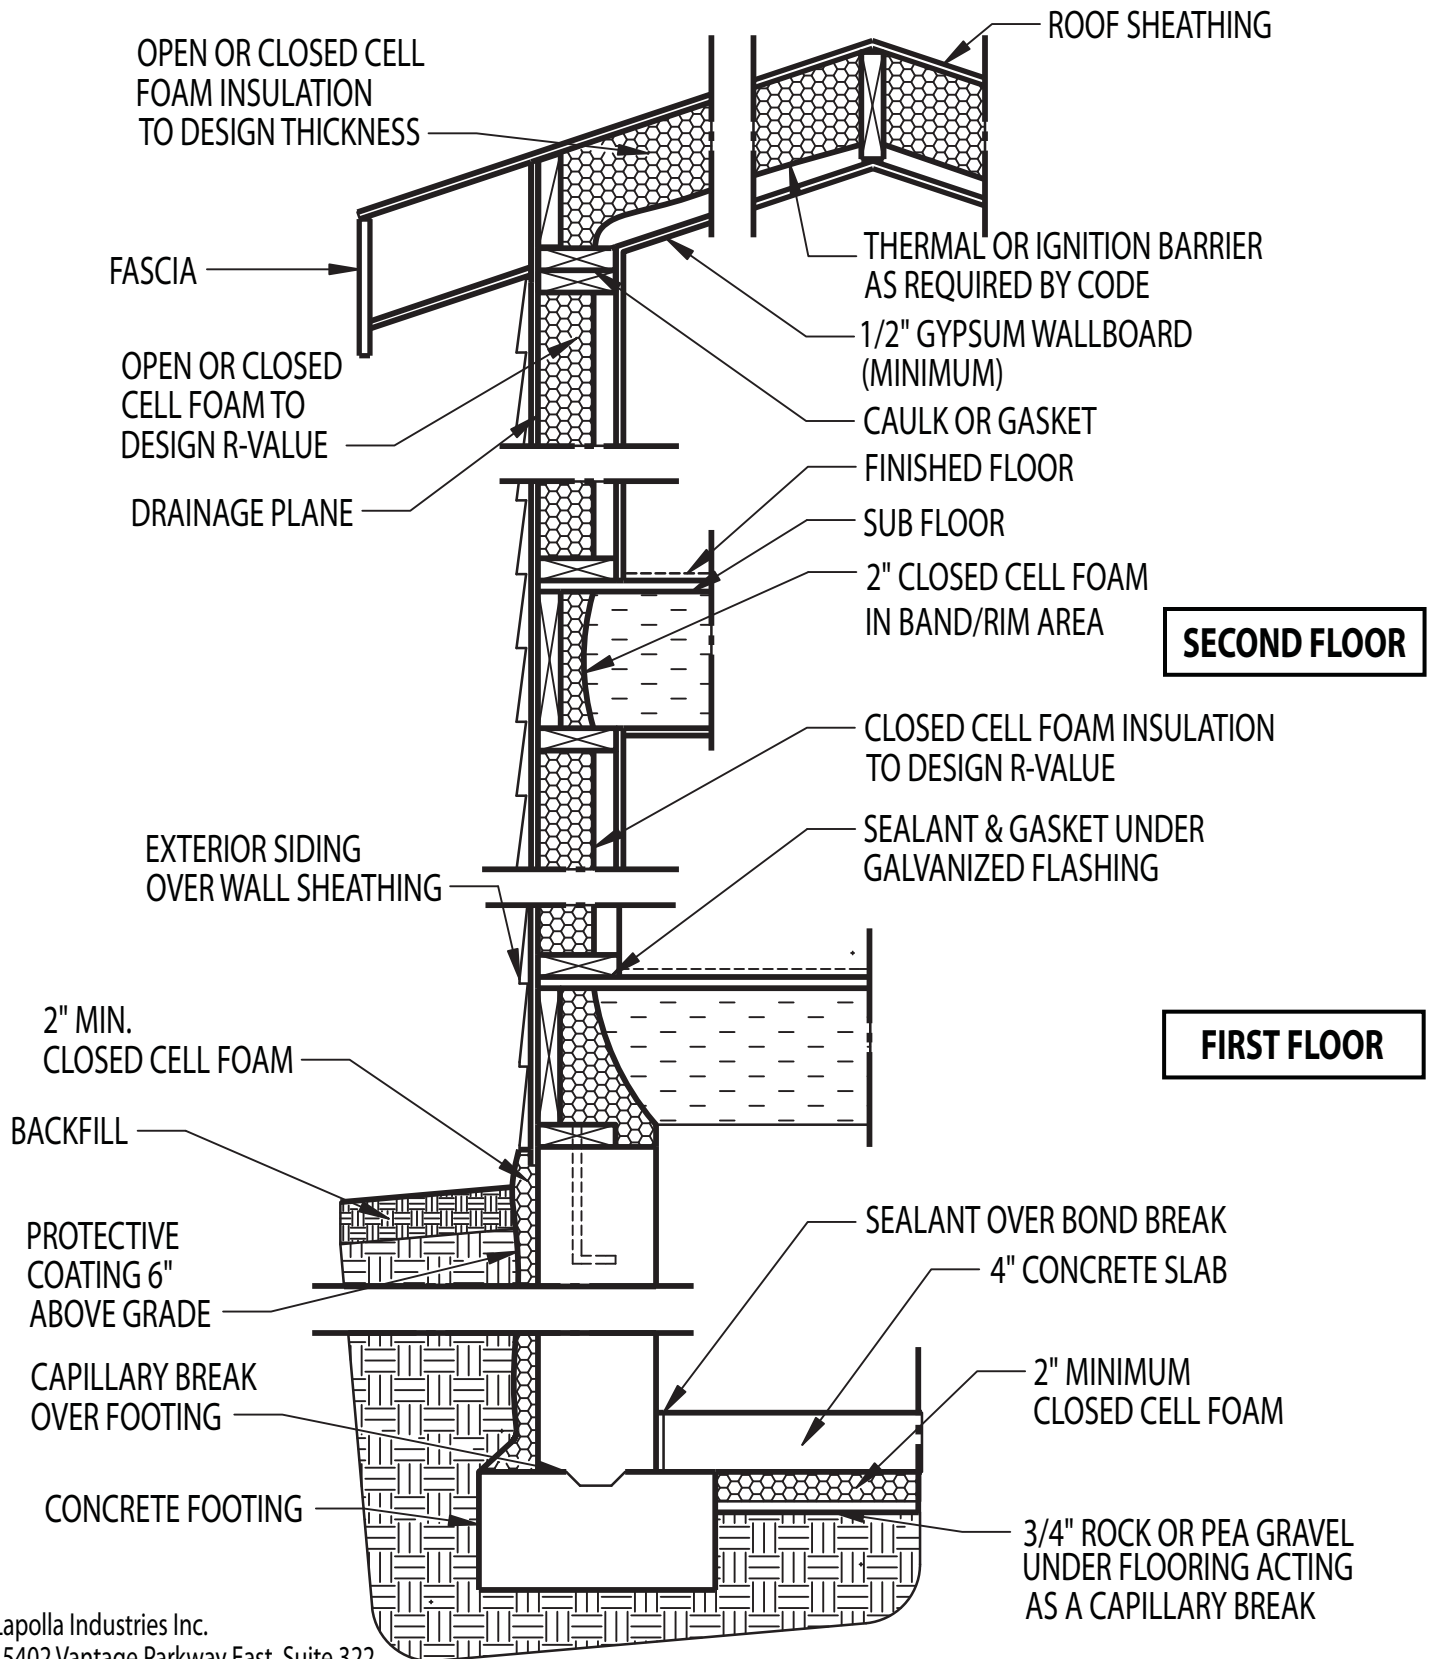 ROOF SHEATHING
OPEN OR CLOSED CELL
FOAM INSULATION
TO DESIGN THICKNESS
THERMAL OR IGNITION BARRIER
AS REQUIRED BY CODE
FASCIA
1/2" GYPSUM WALLBOARD
(MINIMUM)
OPEN OR CLOSED
CELL FOAM TO
DESIGN R-VALUE
CAULK OR GASKET
FINISHED FLOOR
DRAINAGE PLANE
SUB FLOOR
2" CLOSED CELL FOAM
IN BAND/RIM AREA
SECOND FLOOR
CLOSED CELL FOAM INSULATION
TO DESIGN R-VALUE
EXTERIOR SIDING
OVER WALL SHEATHING
SEALANT & GASKET UNDER
GALVANIZED FLASHING
2" MIN.
CLOSED CELL FOAM
FIRST FLOOR
BACKFILL
PROTECTIVE
COATING 6"
ABOVE GRADE
SEALANT OVER BOND BREAK
4" CONCRETE SLAB
CAPILLARY BREAK
OVER FOOTING
2" MINIMUM
CLOSED CELL FOAM
CONCRETE FOOTING
3/4" ROCK OR PEA GRAVEL
UNDER FLOORING ACTING
AS A CAPILLARY BREAK
Lapolla Industries Inc.
5402 Vantage Parkway East, Suite 322